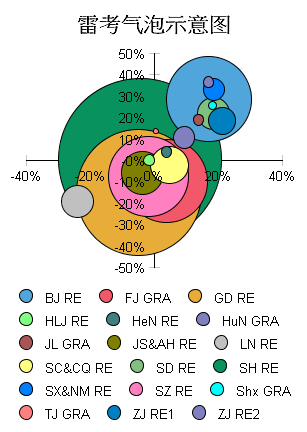 雷考气泡示意图
50%
40%
30%
20%
10%
-40% -20% 0% 20% 40%
-0%
-10%
-20%
-30%
-40%
-50%
BJ RE FJ GRA GD RE
HLJ RE HeN RE HuN GRA
JL GRA JS&AH RE LN RE
SC&CQ RE SD RE SH RE
SX&NM RE SZ RE Shx GRA
TJ GRA ZJ RE1 ZJ RE2